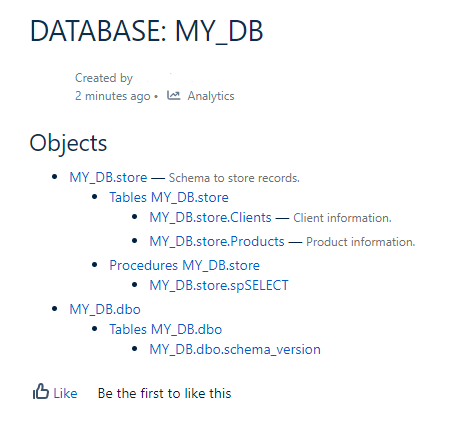 DATABASE: MY_DB
Created by
2 minutes ago • Analytics
Objects
• MY_DB.store — Schema to store records.
• Tables MY_DB.store
• MY_DB.store.Clients — Client information.
• MY_DB.store.Products — Product information.
• Procedures MY_DB.store
• MY_DB.store.spSELECT
• MY_DB.dbo
• Tables MY_DB.dbo
• MY_DB.dbo.schema_version
Like Be the first to like this